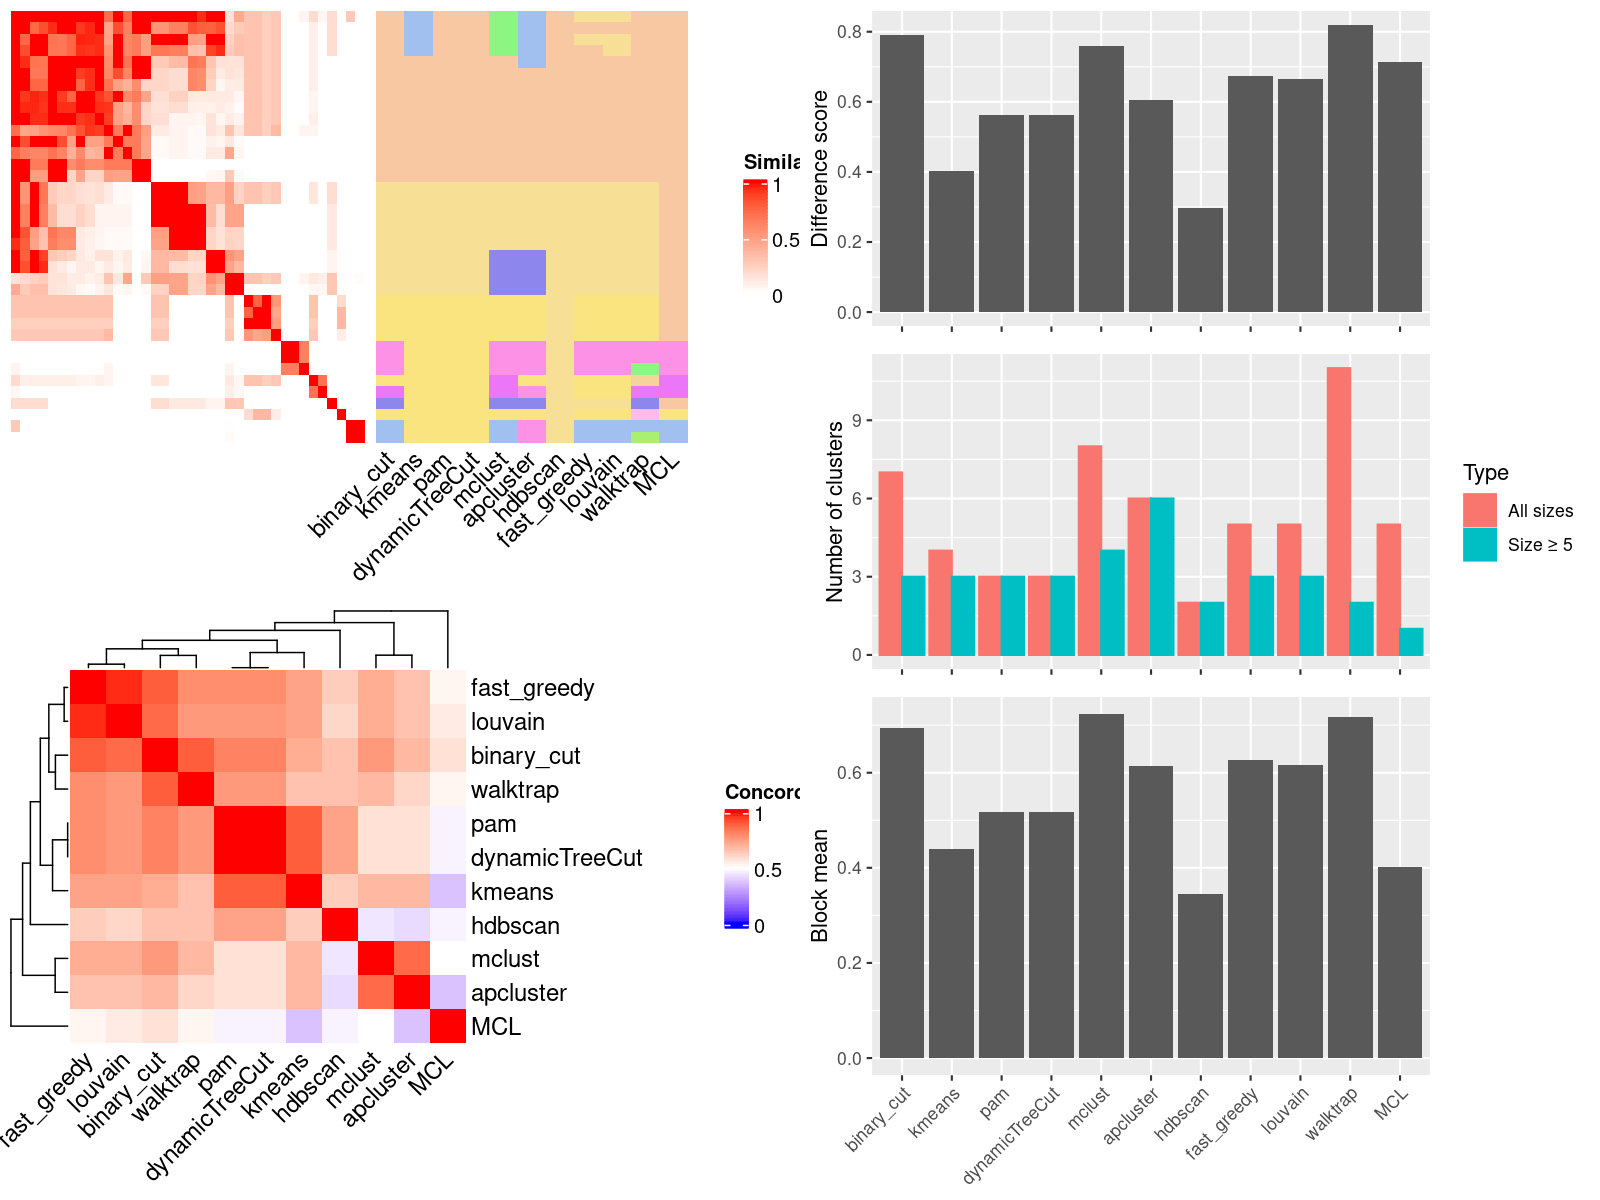 Simila
1
0.5
0
binary_cut
kmeans
pam
dynamicTreeCut
mclust
apcluster
hdbscan
fast_greedy
louvain
walktrap
MCL
fast_greedy
louvain
binary_cut
walktrap
pam
dynamicTreeCut
kmeans
hdbscan
mclust
apcluster
MCL
Concord
1
0.5
0
fast_greedy
louvain
binary_cut
walktrap
pam
dynamicTreeCut
kmeans
hdbscan
mclust
apcluster
MCL
Difference score
0.8
0.6
0.4
0.2
0.0
Number of clusters
9
6
3
0
Type
All sizes
Size ≥ 5
Block mean
0.6
0.4
0.2
0.0
binary_cut
kmeans
pam
dynamicTreeCut
mclust
apcluster
hdbscan
fast_greedy
louvain
walktrap
MCL